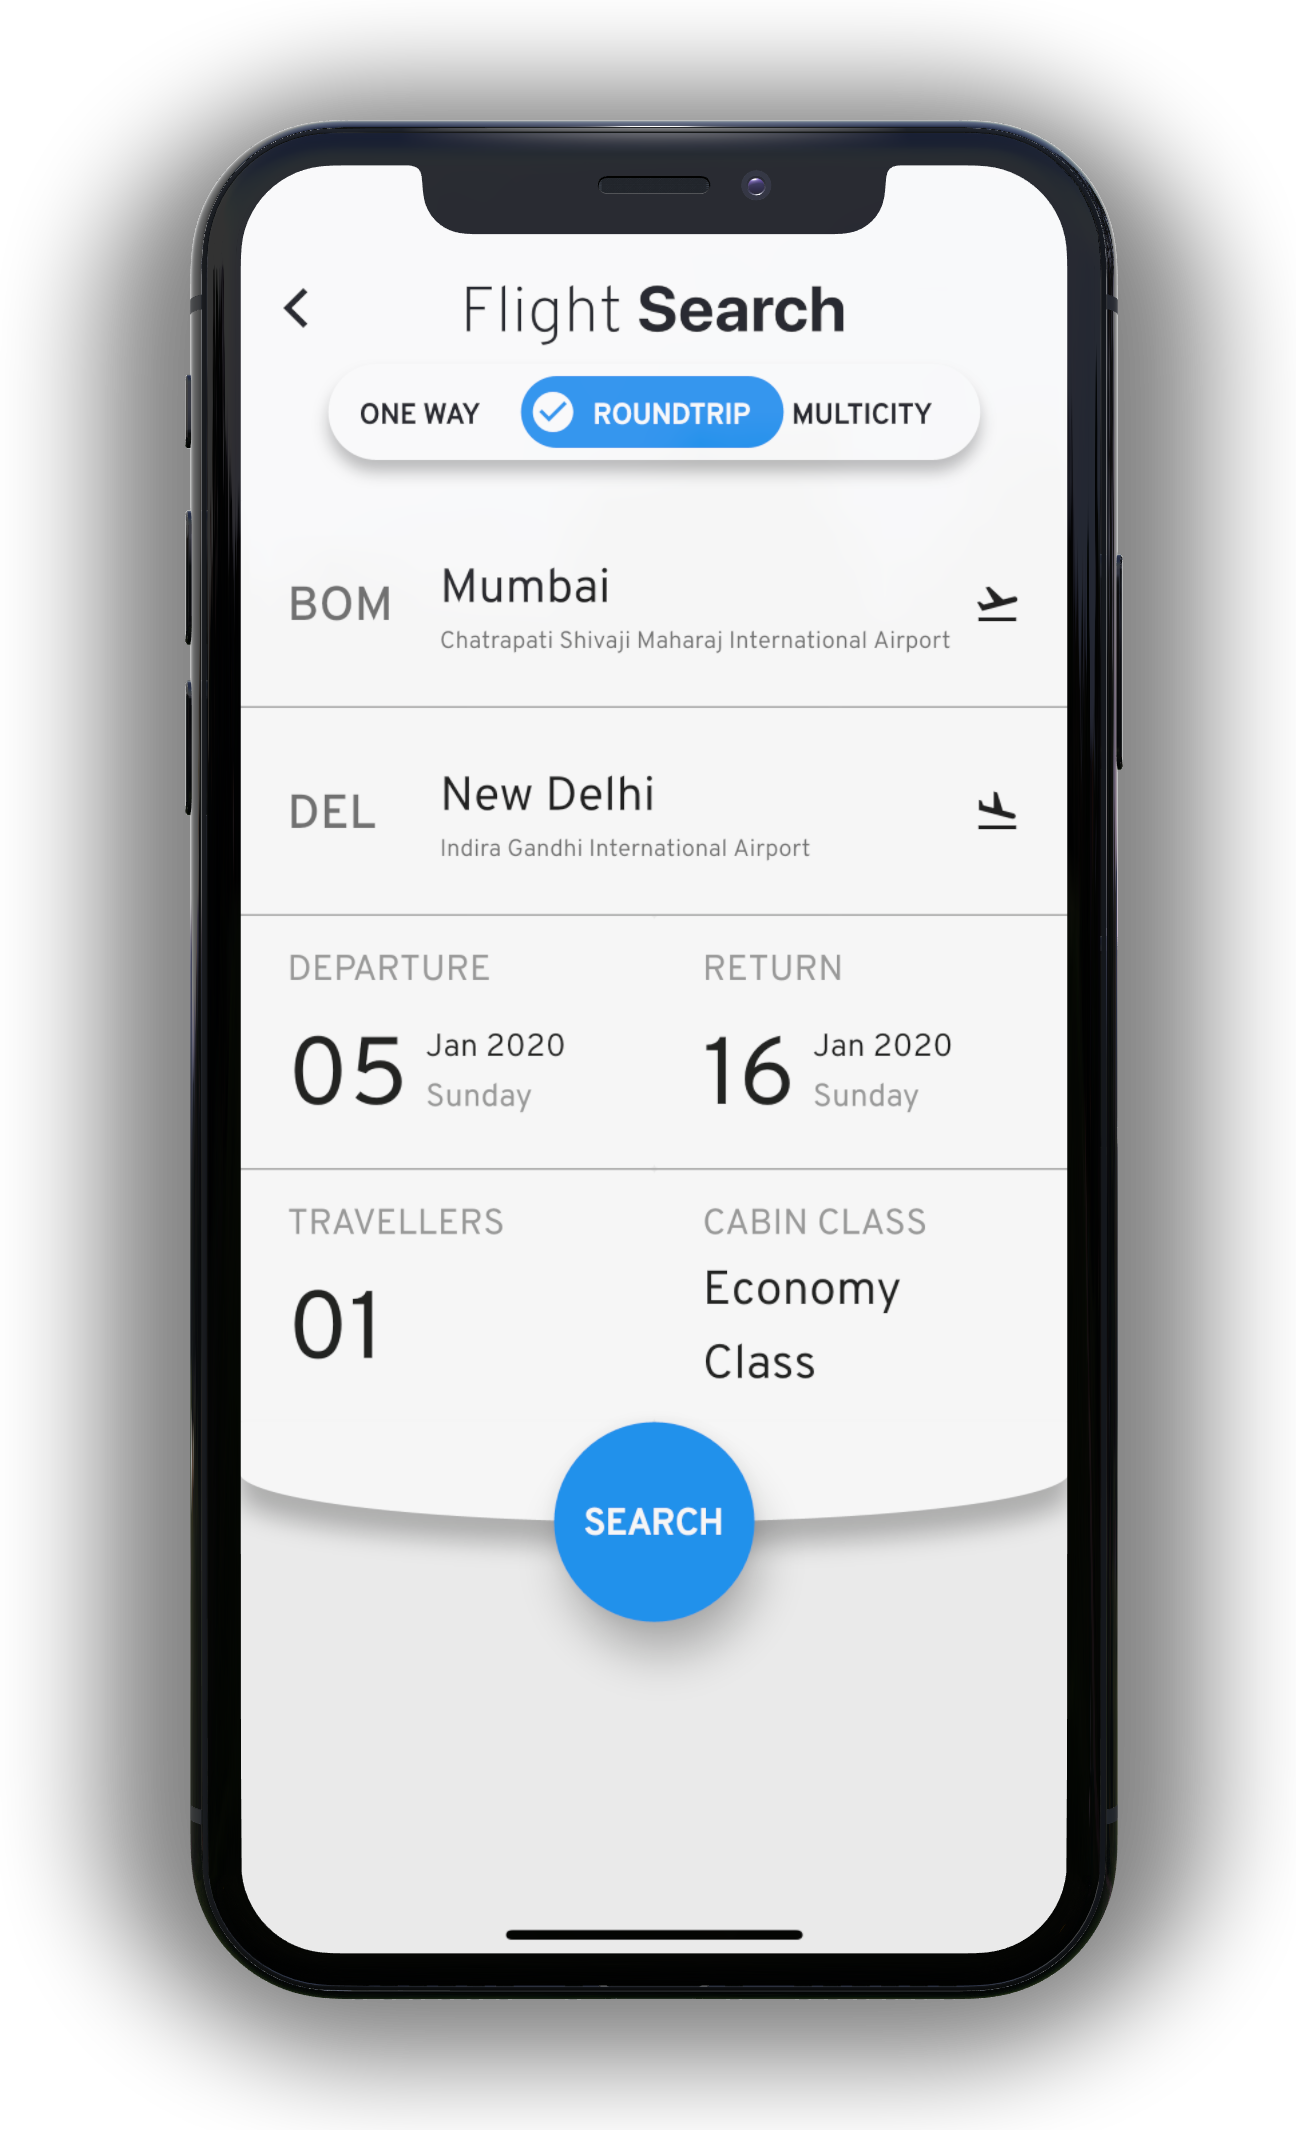 Flight Search
ONE WAY ROUNDTRIP MULTICITY
BOM
Mumbai
Chatrapati Shivaji Maharaj International Airport
DEL
New Delhi
Indira Gandhi International Airport
DEPARTURE
05
Jan 2020
Sunday
RETURN
16
Jan 2020
Sunday
TRAVELLERS
01
CABIN CLASS
Economy
Class
SEARCH